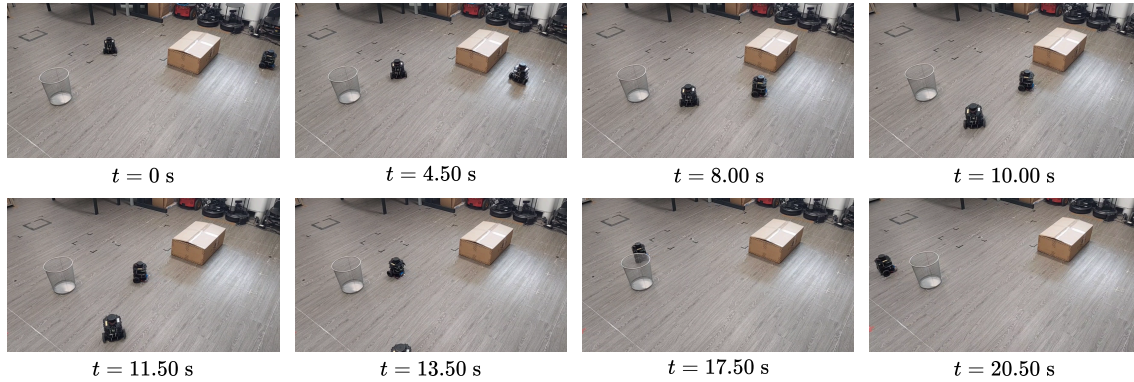 t = 0 s
t = 4.50 s
t = 8.00 s
t = 10.00 s
t = 11.50 s
t = 13.50 s
t = 17.50 s
t = 20.50 s